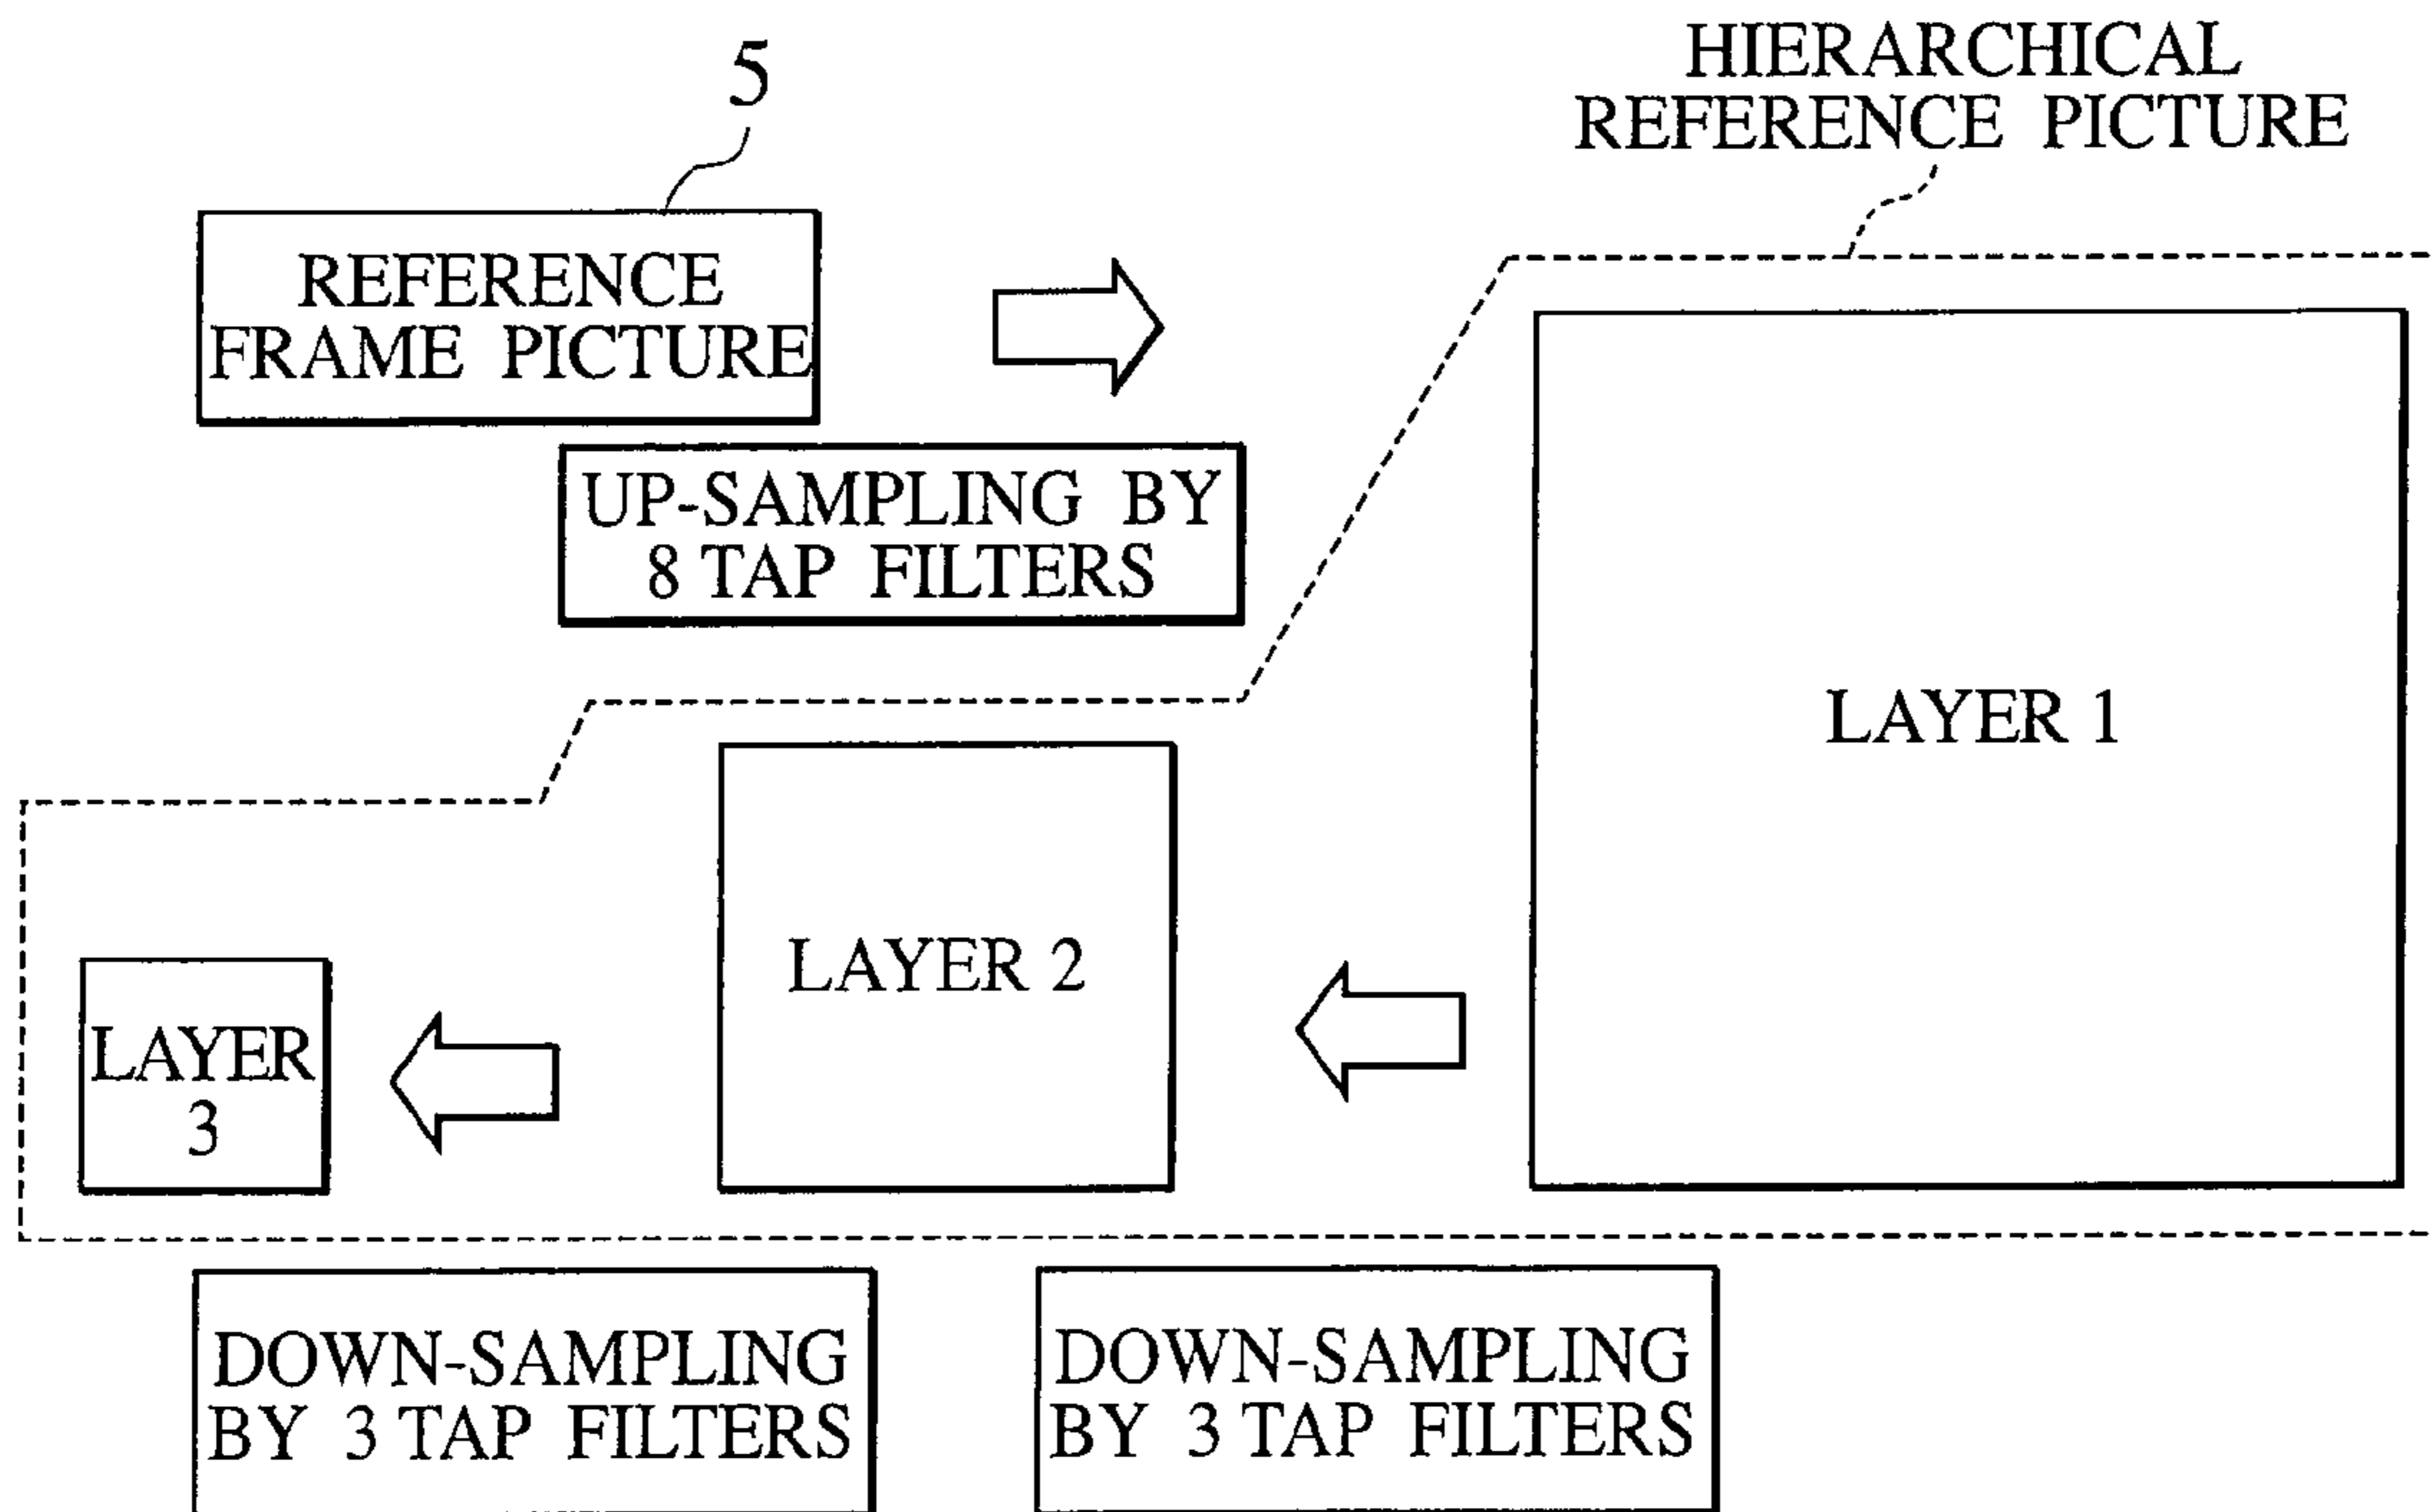 5
HIERARCHICAL
REFERENCE PICTURE
REFERENCE
FRAME PICTURE
UP-SAMPLING BY
8 TAP FILTERS
LAYER 1
LAYER 2
LAYER
3
DOWN-SAMPLING
BY 3 TAP FILTERS
DOWN-SAMPLING
BY 3 TAP FILTERS